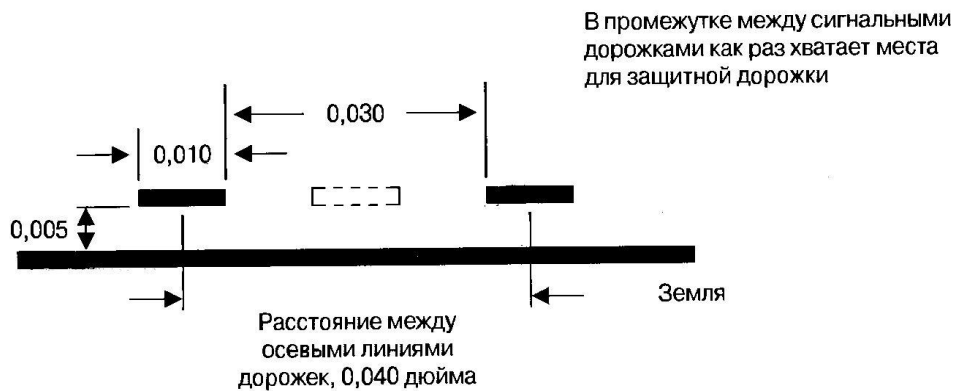 В промежутке между сигнальными
дорожками как раз хватает места
для защитной дорожки
0,030
0,010
0,005
Земля
Расстояние между
осевыми линиями
дорожек, 0,040 дюйма